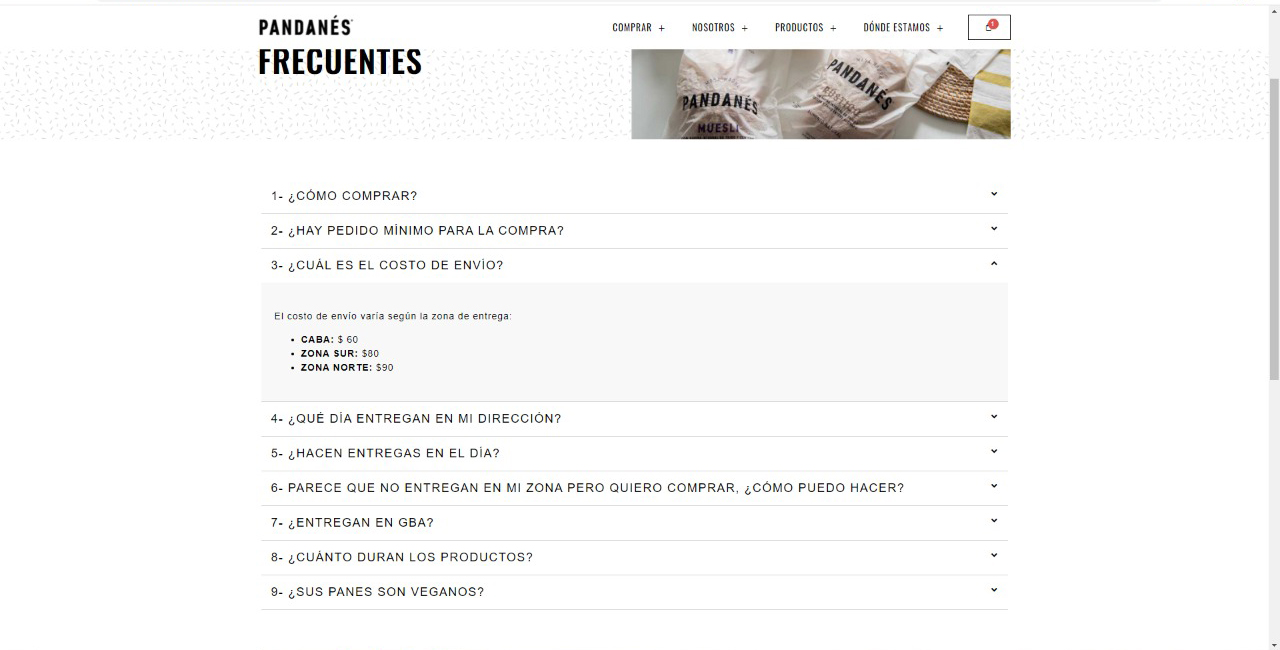 PANDANÉS
COMPRAR + NOSOTROS + PRODUCTOS + DÓNDE ESTAMOS + 1
FRECUENTES
PANDANÉS
MUESLI
PANDANÉS
1- ¿CÓMO COMPRAR?
2- ¿HAY PEDIDO MÍNIMO PARA LA COMPRA?
3- ¿CUÁL ES EL COSTO DE ENVÍO?
El costo de envío varía según la zona de entrega:
• CABA: $ 60
• ZONA SUR: $80
• ZONA NORTE: $90
4- ¿QUÉ DÍA ENTREGAN EN MI DIRECCIÓN?
5- ¿HACEN ENTREGAS EN EL DÍA?
6- PARECE QUE NO ENTREGAN EN MI ZONA PERO QUIERO COMPRAR, ¿CÓMO PUEDO HACER?
7- ¿ENTREGAN EN GBA?
8- ¿CUÁNTO DURAN LOS PRODUCTOS?
9- ¿SUS PANES SON VEGANOS?